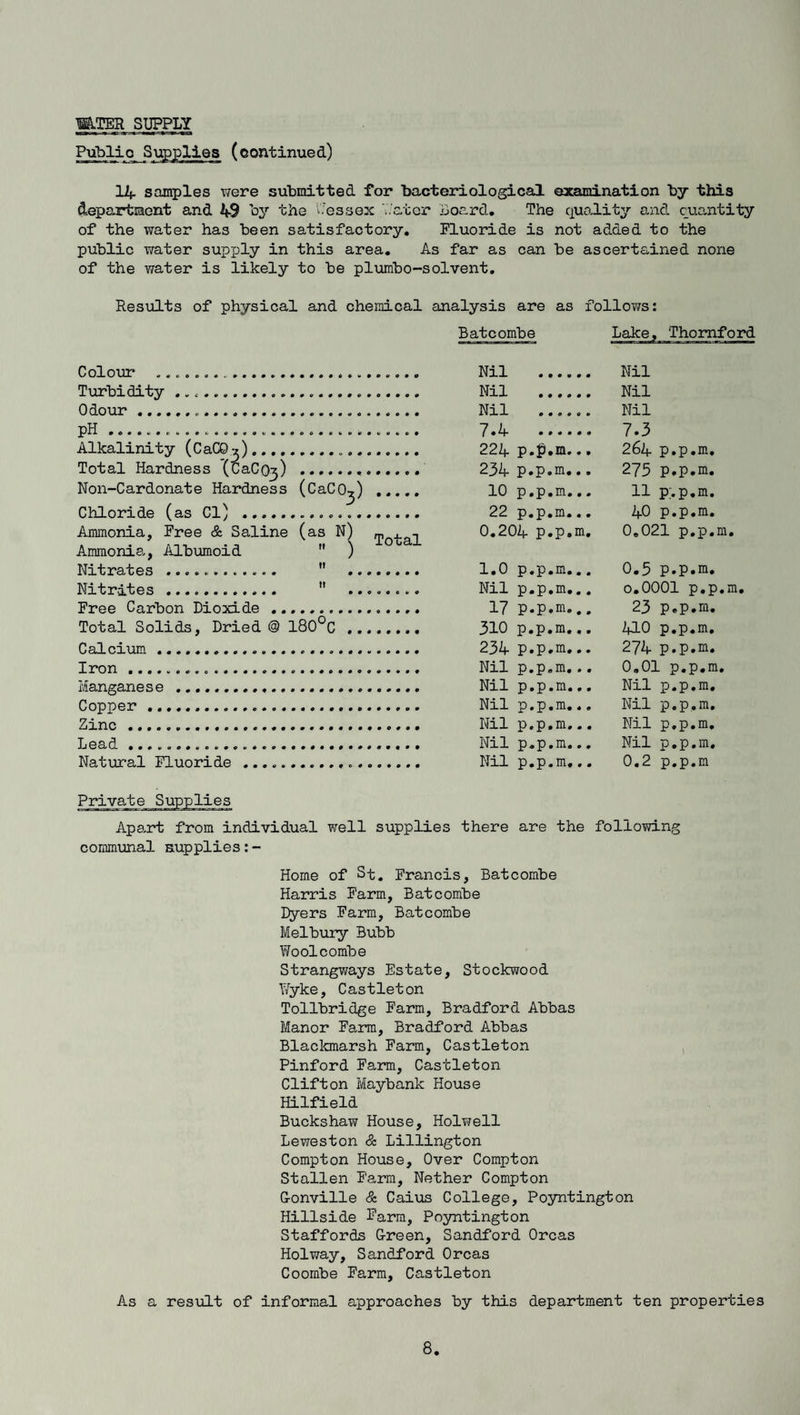 WATER SUPPLY
Public Supplies (continued)
14 samples were submitted for bacteriological examination by this
department and 49 by the Wessex Water Board. The quality and quantity
of the water has been satisfactory. Fluoride is not added to the
public water supply in this area. As far as can be ascertained none
of the water is likely to be plumbo-solvent.
Results of physical and chemical analysis are as follows:
Batcombe Lake, Thornford
Colour ........................... Nil ...... Nil
Turbidity .......................... Nil ...... Nil
Odour .............................. Nil ...... Nil
pH ................................. 7.4 ...... 7.3
Alkalinity (CaCO3).................. 224 p.p.m... 264 p.p.m.
Total Hardness (CaCO3) ............. 234 p.p.m... 275 p.p.m.
Non-Cardonate Hardness (CaCO3) ..... 10 p.p.m... 11 p.p.m.
Chloride (as Cl) ................... 22 p.p.m... 40 p.p.m.
Ammonia, Free & Saline (as N) Total 0.204 p.p.m. 0.021 p.p.m.
Ammonia, Albumoid " )
Nitrates ............ " ........ 1.0 p.p.m... 0.5 p.p.m.
Nitrites ............ " ........ Nil p.p.m... o.0001 p.p.m.
Free Carbon Dioxide ................ 17 p.p.m... 23 p.p.m.
Total Solids, Dried @ 180°C ........ 310 p.p.m... 410 p.p.m.
Calcium ............................ 234 p.p.m... 274 p.p.m.
Iron ............................... Nil p.p.m... 0.01 p.p.m.
Manganese .......................... Nil p.p.m... Nil p.p.m.
Copper ............................. Nil p.p.m... Nil p.p.m.
Zinc ............................... Nil p.p.m... Nil p.p.m.
Lead ............................... Nil p.p.m... Nil p.p.m.
Natural Fluoride ................... Nil p.p.m... 0.2 p.p.m
Private Supplies
Apart from individual well supplies there are the following
communal supplies:-
Home of St. Francis, Batcombe
Harris Farm, Batcombe
Dyers Farm, Batcombe
Melbury Bubb
Woolcombe
Strangways Estate, Stockwood
Wyke, Castleton
Tollbridge Farm, Bradford Abbas
Manor Farm, Bradford Abbas
Blackmarsh Farm, Castleton
Pinford Farm, Castleton
Clifton Maybank House
Hilfield
Buckshaw House, Holwell
Leweston & Lillington
Compton House, Over Compton
Stallen Farm, Nether Compton
Gonville & Caius College, Poyntington
Hillside Farm, Poyntington
Staffords Green, Sandford Orcas
Holway, Sandford Orcas
Coombe Farm, Castleton
As a result of informal approaches by this department ten properties
8.